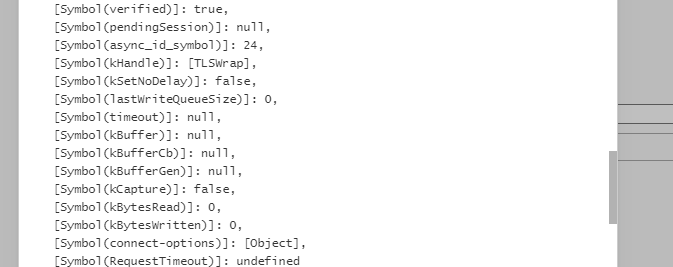 [Symbol(verified)]: true,
[Symbol(pendingSession)]: null,
[Symbol(async_id_symbol)]: 24,
[Symbol(kHandle)]: [TLSWrap],
[Symbol(kSetNoDelay)]: false,
[Symbol(lastWriteQueueSize)]: 0,
[Symbol(timeout)]: null,
[Symbol(kBuffer)]: null,
[Symbol(kBufferCb)]: null,
[Symbol(kBufferGen)]: null,
[Symbol(kCapture)]: false,
[Symbol(kBytesRead)]: 0,
[Symbol(kBytesWritten)]: 0,
[Symbol(connect-options)]: [Object],
[Symbol(RequestTimeout)]: undefined